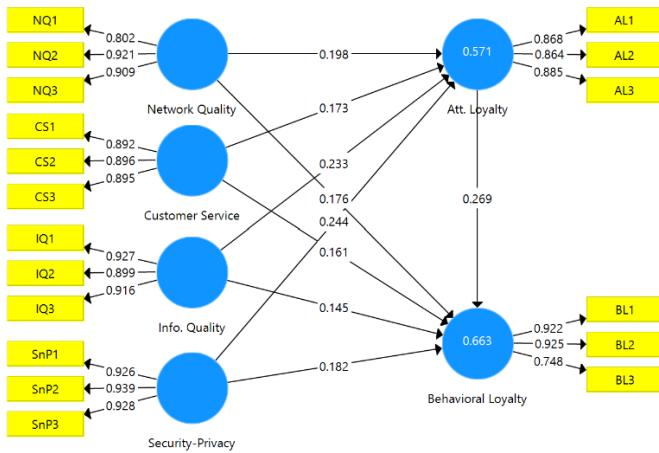 NQ1
0.802
NQ2
0.921
NQ3
0.909
Network Quality
CS1
0.892
CS2
0.896
CS3
0.895
Customer Service
IQ1
0.927
IQ2
0.899
IQ3
0.916
Info. Quality
SnP1
0.926
SnP2
0.939
SnP3
0.928
Security-Privacy
0.198
0.173
0.233
0.176
0.244
0.161
0.145
0.182
0.571
Att. Loyalty
0.868
AL1
0.864
AL2
0.885
AL3
0.269
0.663
Behavioral Loyalty
0.922
BL1
0.925
BL2
0.748
BL3